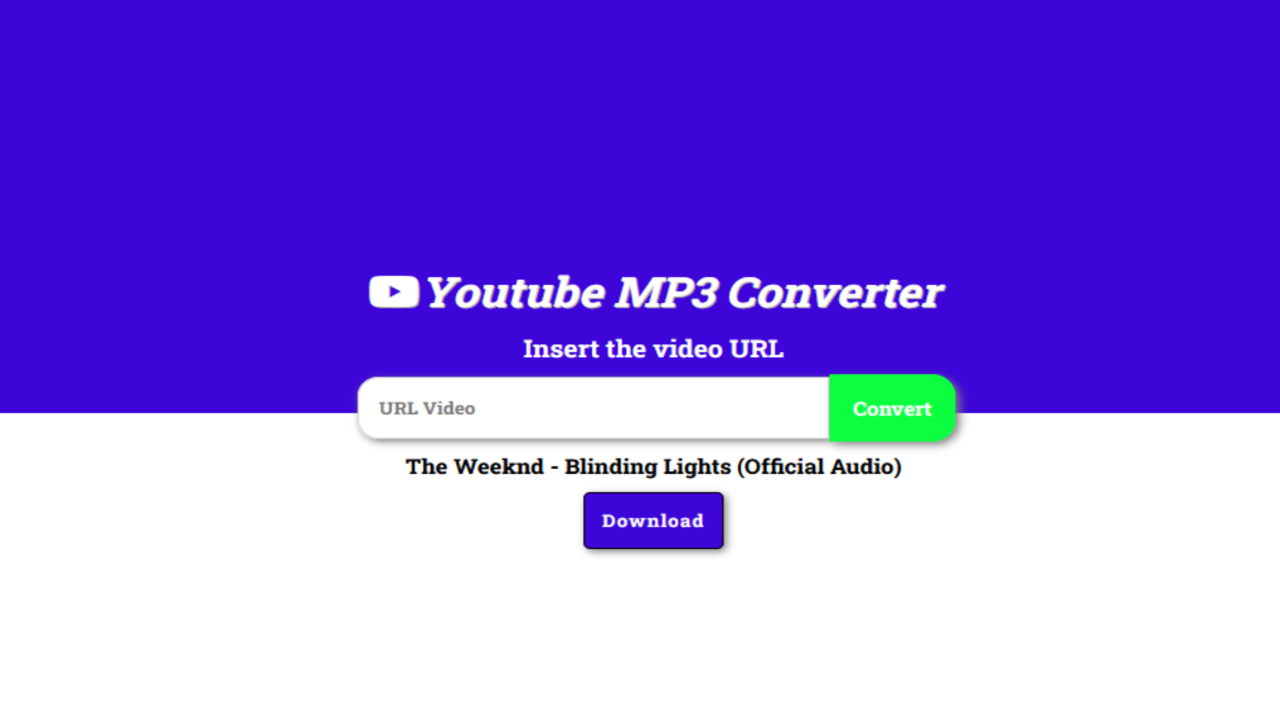 Youtube MP3 Converter
Insert the video URL
URL Video
Convert
The Weeknd - Blinding Lights (Official Audio)
Download